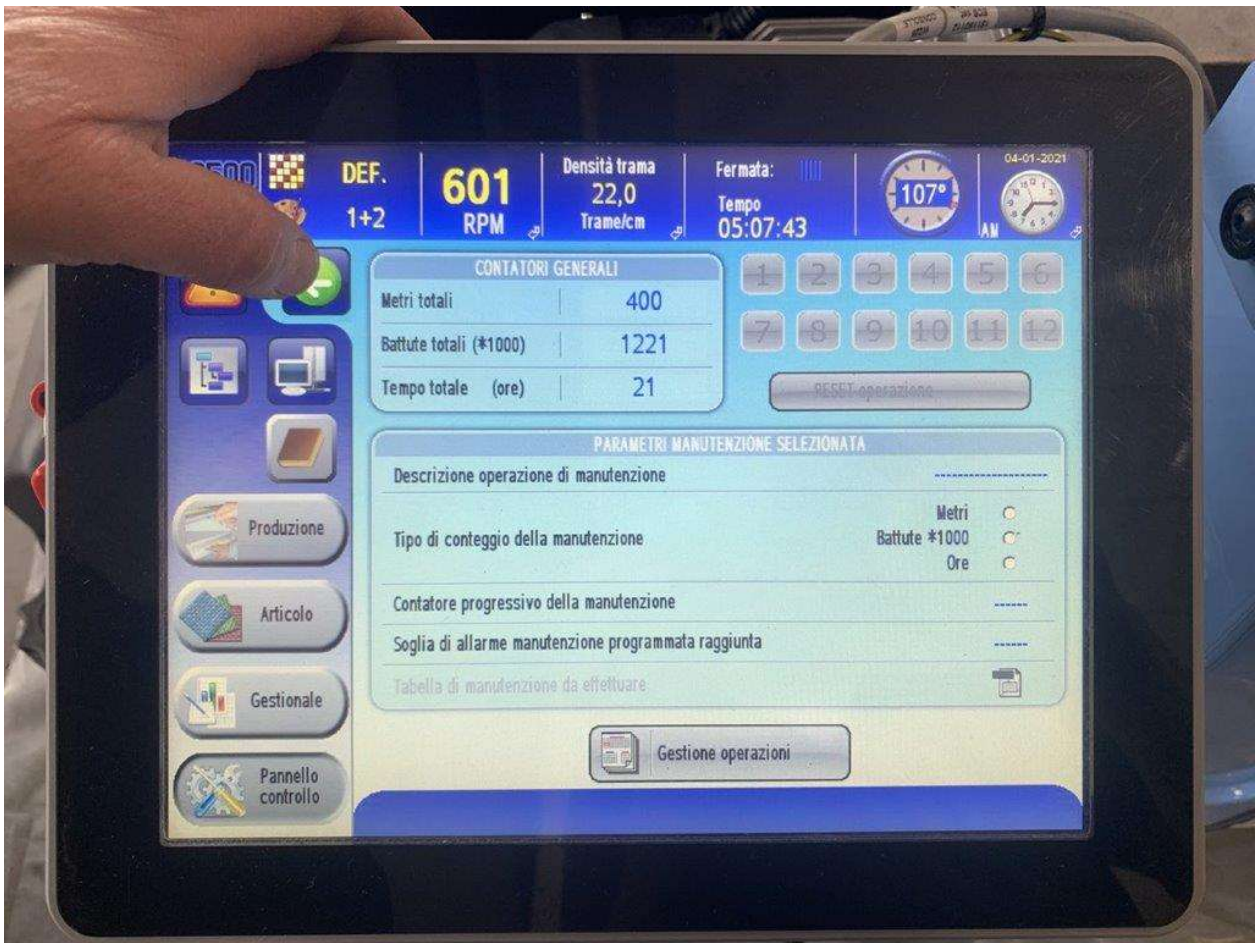 DEF.
1+2
601
RPM
Densità trama
22,0
Trame/cm
Fermata:
Tempo
05:07:43
107°
04-01-2021
AM
CONTATORI GENERALI
Metri totali 400
Battute totali (*1000) 1221
Tempo totale (ore) 21
1 2 3 4 5 6
7 8 9 10 11 12
RESET operazione
PARAMETRI MANUTENZIONE SELEZIONATA
Descrizione operazione di manutenzione --------------------
Tipo di conteggio della manutenzione
Metri
Battute *1000
Ore
Contatore progressivo della manutenzione ------
Soglia di allarme manutenzione programmata raggiunta ------
Tabella di manutenzione da effettuare
Gestione operazioni
Produzione
Articolo
Gestionale
Pannello
controllo